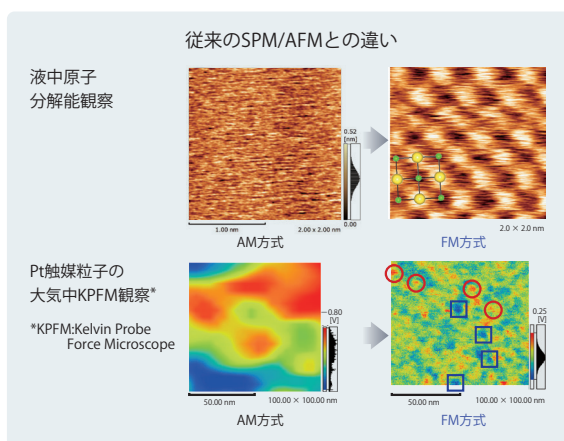 従来のSPM/AFMとの違い
液中原子
分解能観察
0.52
[nm]
0.00
1.00 nm
2.00 x 2.00 nm
AM方式
2.0 × 2.0 nm
FM方式
Pt触媒粒子の
大気中KPFM観察*
*KPFM:Kelvin Probe
Force Microscope
0.80
[V]
50.00 nm
100.00 × 100.00 nm
AM方式
0.25
[V]
50.00 nm
100.00 × 100.00 nm
FM方式